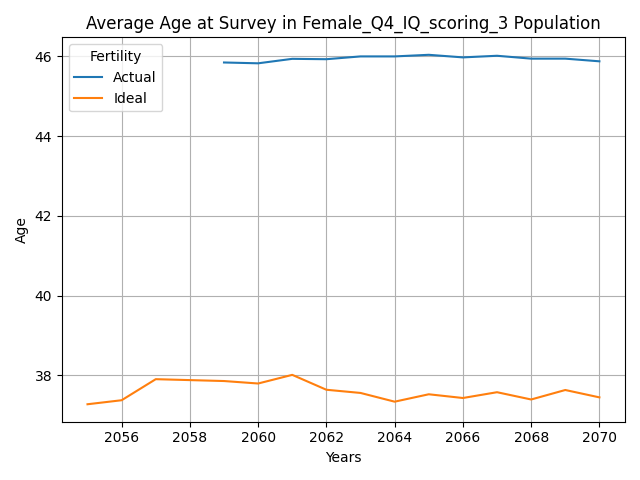 Average Age at Survey in Female_Q4_IQ_scoring_3 Population
Fertility
Actual
Ideal
46
44
42
40
38
Age
2056 2058 2060 2062 2064 2066 2068 2070
Years